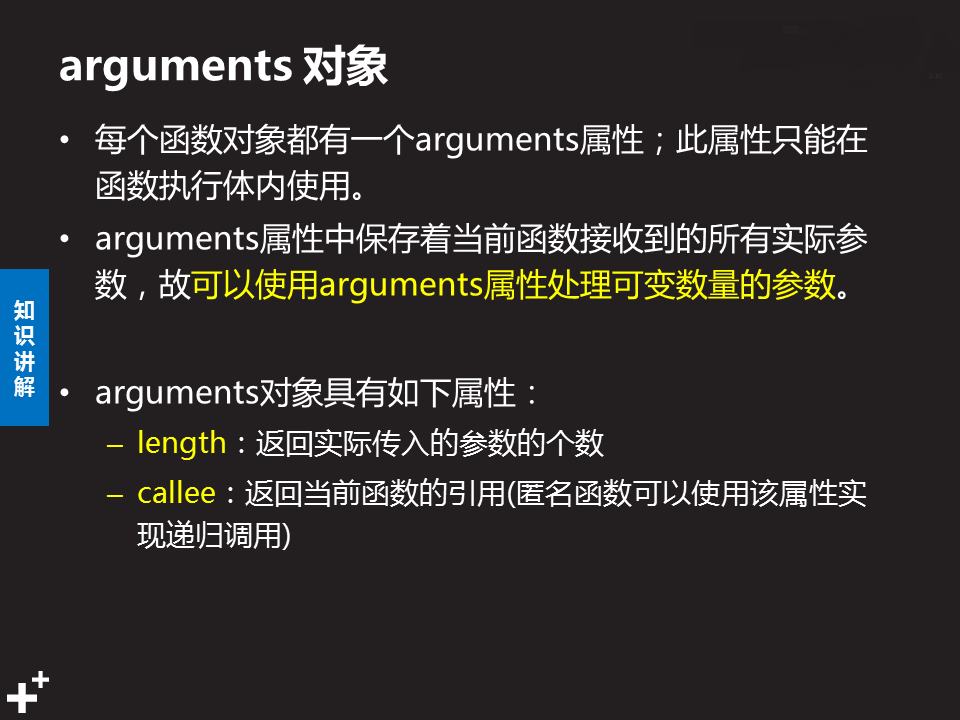 arguments 对象
• 每个函数对象都有一个arguments属性；此属性只能在
函数执行体内使用。
• arguments属性中保存着当前函数接收到的所有实际参
数，故可以使用arguments属性处理可变数量的参数。
知识讲解
• arguments对象具有如下属性：
– length：返回实际传入的参数的个数
– callee：返回当前函数的引用(匿名函数可以使用该属性实
现递归调用)